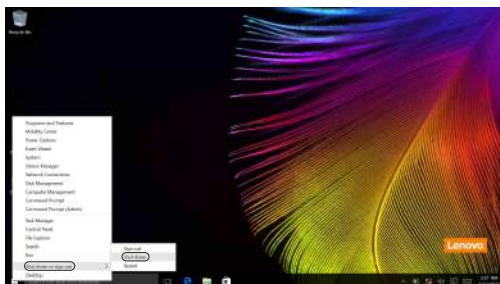 Recycle Bin
Programs and Features
Mobility Center
Power Options
Event Viewer
System
Device Manager
Network Connections
Disk Management
Computer Management
Command Prompt
Command Prompt (Admin)
Task Manager
Control Panel
File Explorer
Search
Run
Shut down or sign out
Desktop
Sign out
Shut down
Restart
Lenovo